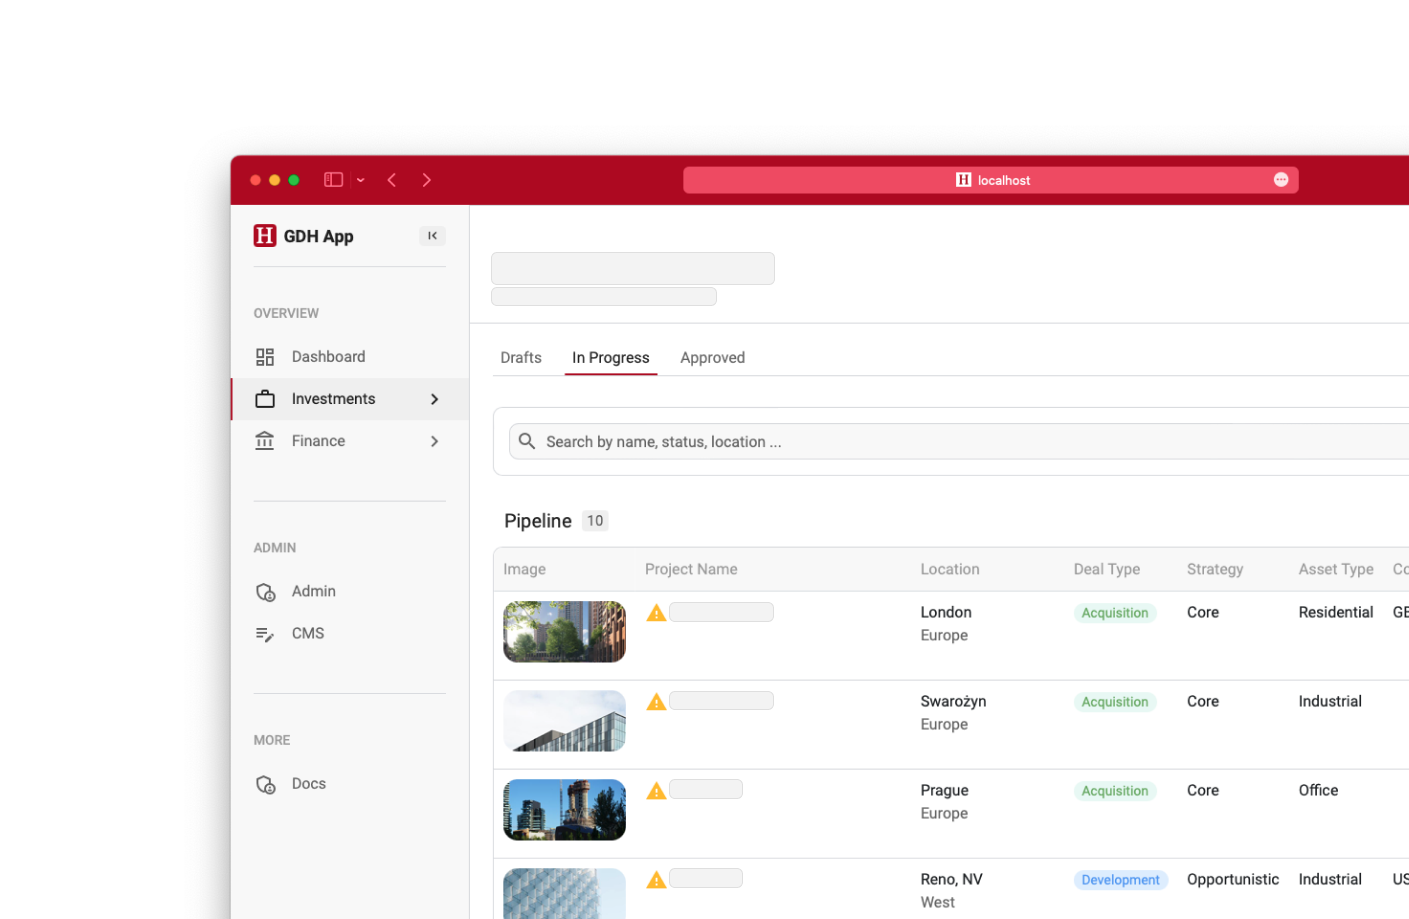 localhost
H GDH App
OVERVIEW
Dashboard
Investments
Finance
ADMIN
Admin
CMS
MORE
Docs
Drafts In Progress Approved
Search by name, status, location ...
Pipeline 10
Image Project Name Location Deal Type Strategy Asset Type Co
London Acquisition Core Residential GB
Europe
Swarożyn Acquisition Core Industrial
Europe
Prague Acquisition Core Office
Europe
Reno, NV Development Opportunistic Industrial US
West